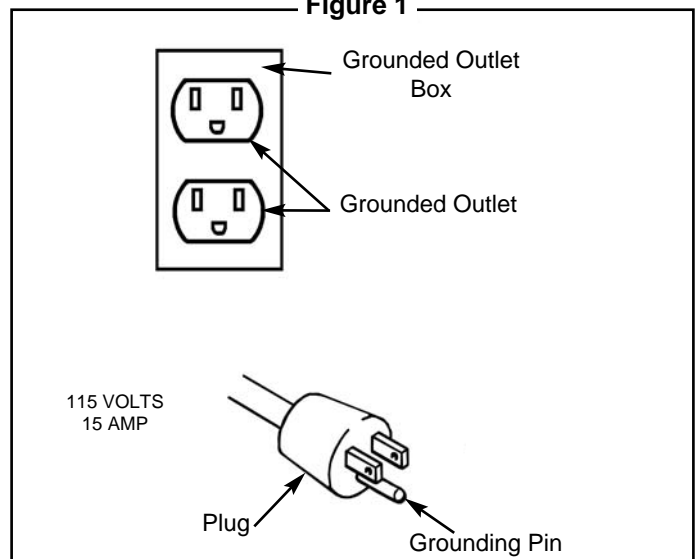 Figure 1
Grounded Outlet
Box
Grounded Outlet
115 VOLTS
15 AMP
Plug
Grounding Pin